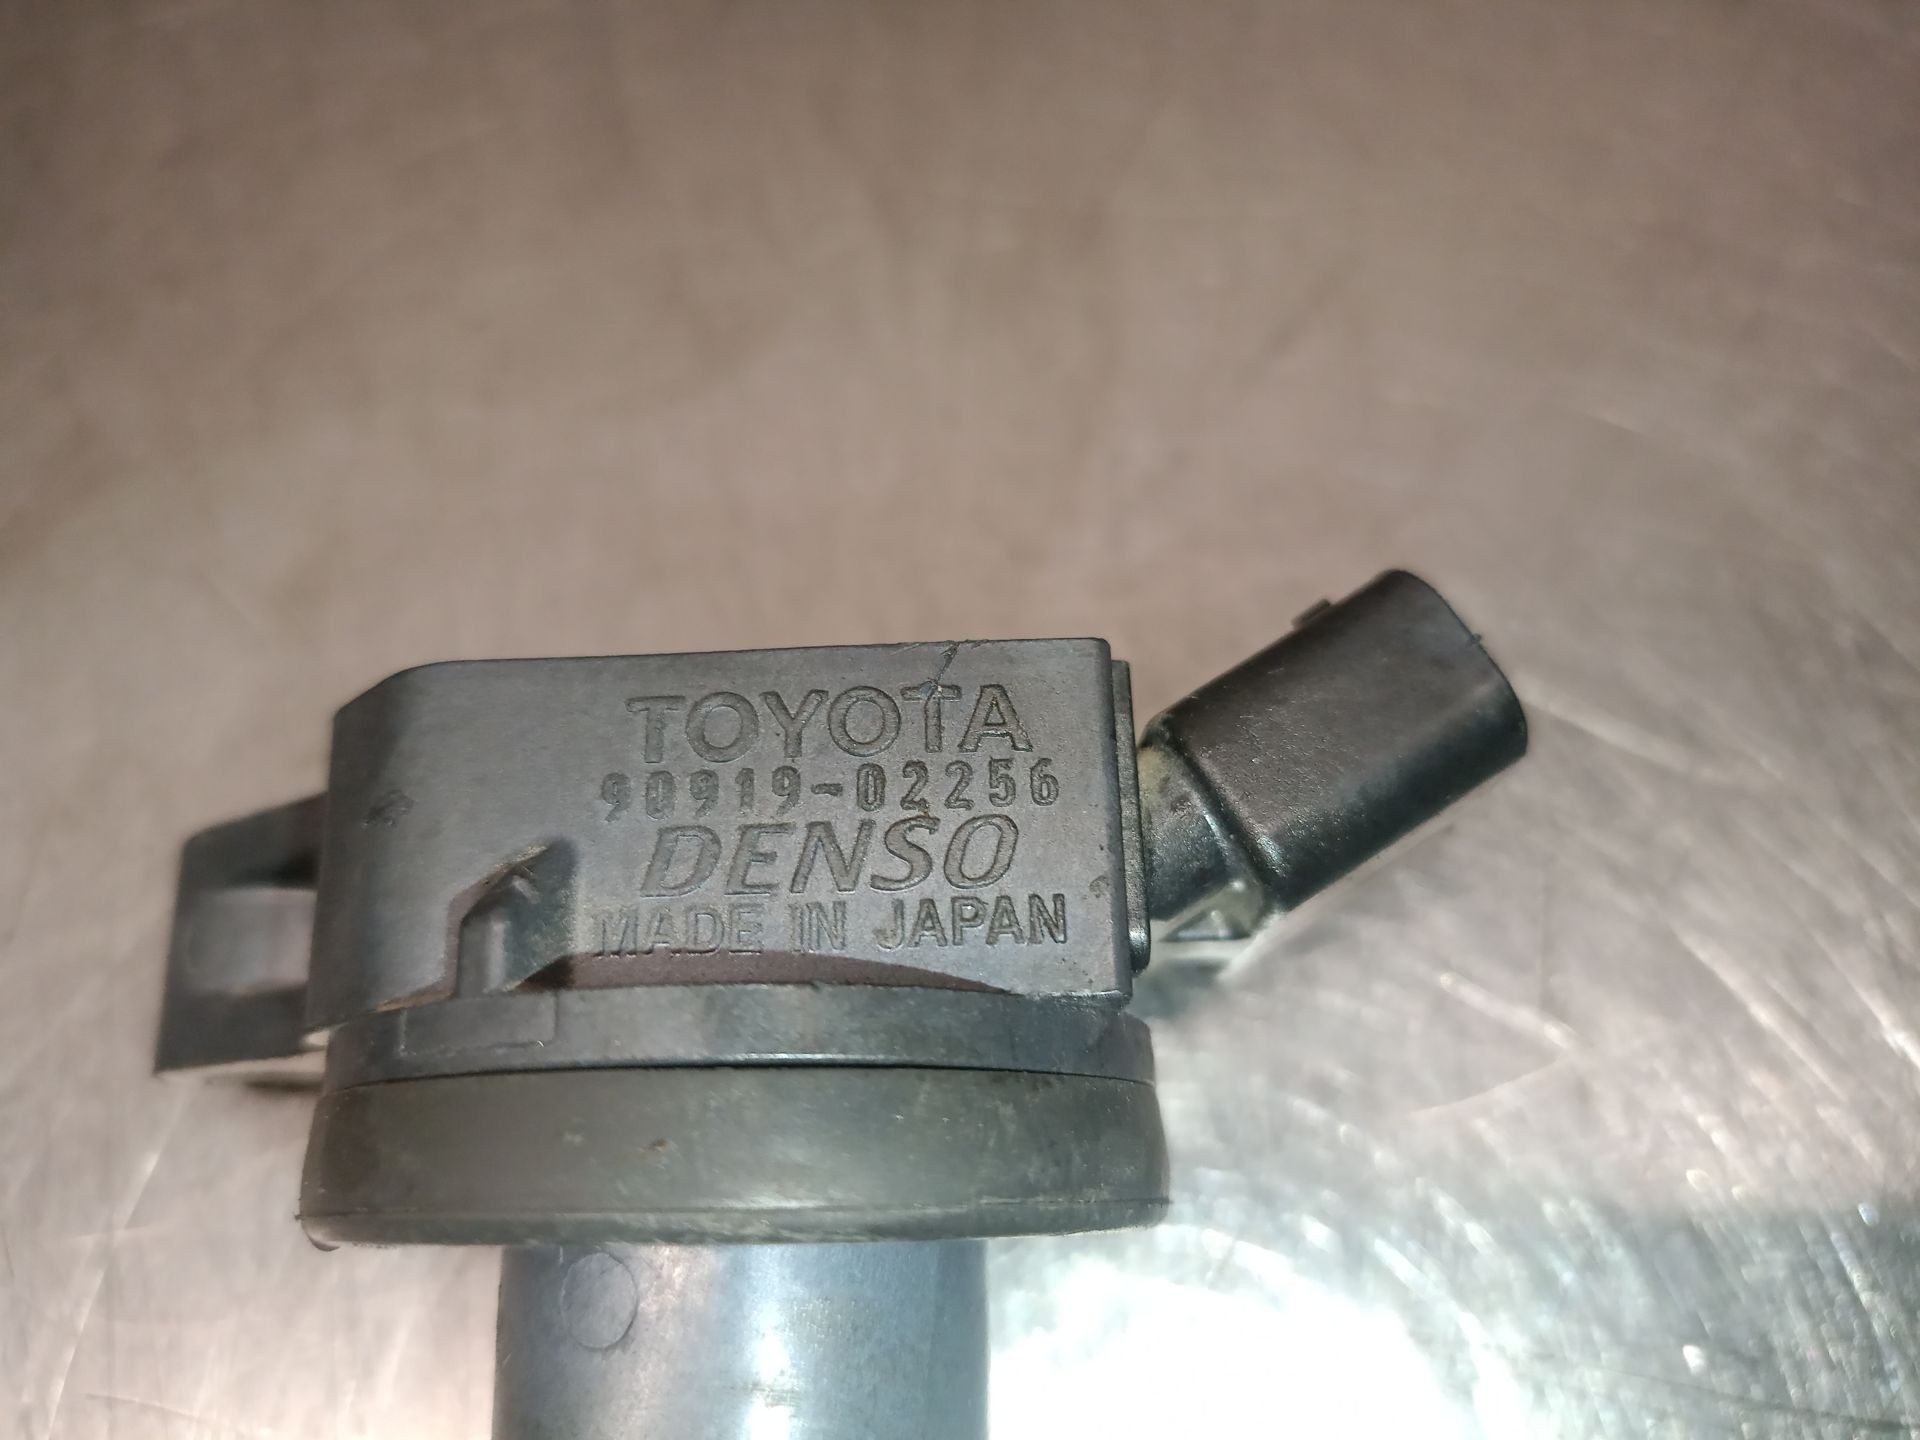 TOYOTA
90919-02256
DENSO
MADE IN JAPAN